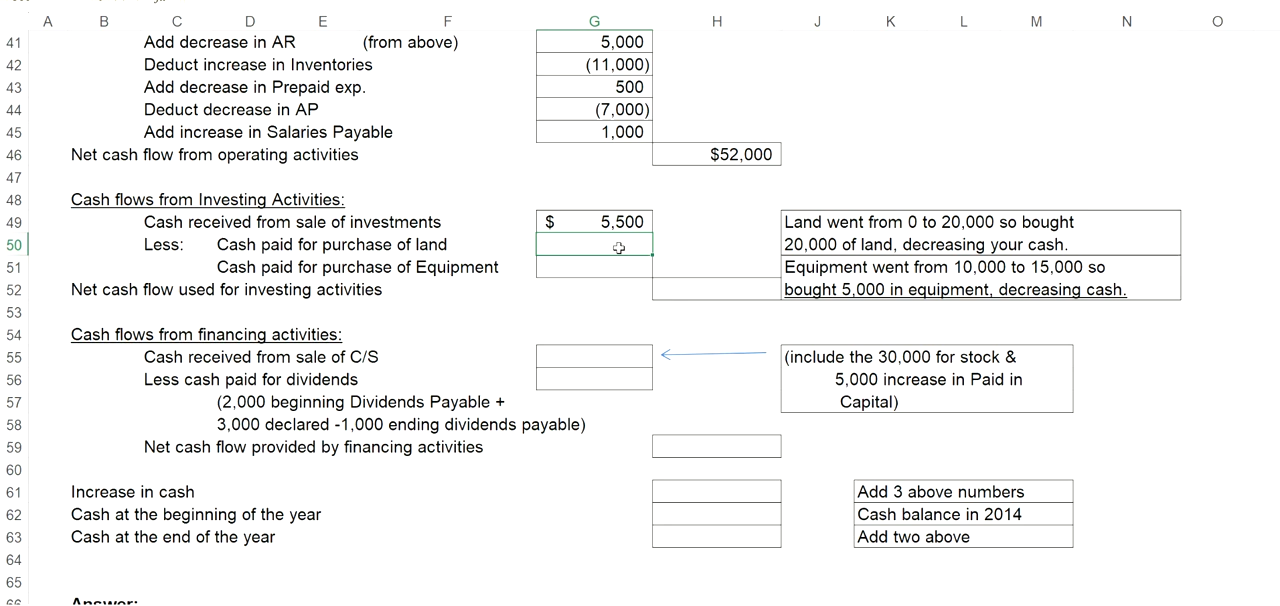 A B C D E F G H J K L M N O
41 Add decrease in AR (from above) 5,000
42 Deduct increase in Inventories (11,000)
43 Add decrease in Prepaid exp. 500
44 Deduct decrease in AP (7,000)
45 Add increase in Salaries Payable 1,000
46 Net cash flow from operating activities $52,000
47
48 Cash flows from Investing Activities:
49 Cash received from sale of investments $ 5,500 Land went from 0 to 20,000 so bought
50 Less: Cash paid for purchase of land 20,000 of land, decreasing your cash.
51 Cash paid for purchase of Equipment Equipment went from 10,000 to 15,000 so
52 Net cash flow used for investing activities bought 5,000 in equipment, decreasing cash.
53
54 Cash flows from financing activities:
55 Cash received from sale of C/S (include the 30,000 for stock &
56 Less cash paid for dividends 5,000 increase in Paid in
57 (2,000 beginning Dividends Payable + Capital)
58 3,000 declared -1,000 ending dividends payable)
59 Net cash flow provided by financing activities
60
61 Increase in cash Add 3 above numbers
62 Cash at the beginning of the year Cash balance in 2014
63 Cash at the end of the year Add two above
64
65
66 Answer: